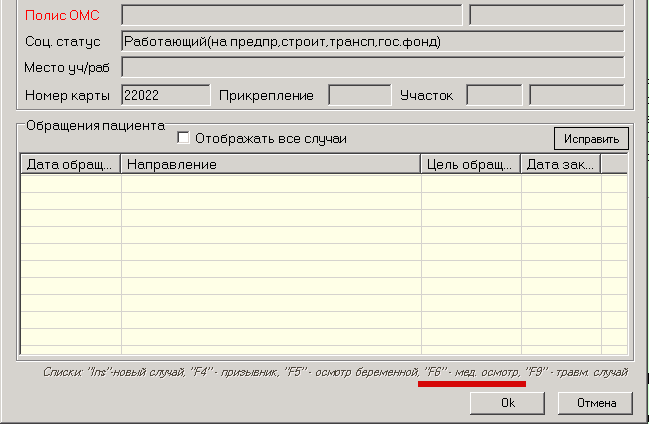 Полис ОМС
Соц. статус Работающий(на предпр,строит,трансп,гос.фонд)
Место уч/раб
Номер карты 22022 Прикрепление Участок
Обращения пациента
Отображать все случаи Исправить
Дата обращ... Направление Цель обращ... Дата зак...
Списки: "Ins"-новый случай, "F4" - призывник, "F5" - осмотр беременной, "F6" - мед. осмотр, "F9" - травм. случай
Ok Отмена